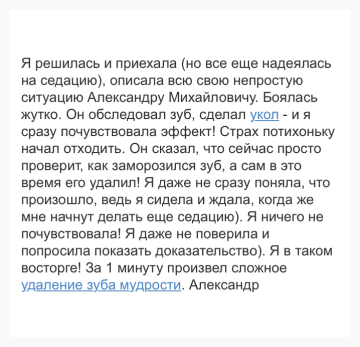 Я решилась и приехала (но все еще надеялась
на седацию), описала всю свою непростую
ситуацию Александру Михайловичу. Боялась
жутко. Он обследовал зуб, сделал укол - и я
сразу почувствовала эффект! Страх потихоньку
начал отходить. Он сказал, что сейчас просто
проверит, как заморозился зуб, а сам в это
время его удалил! Я даже не сразу поняла, что
произошло, ведь я сидела и ждала, когда же
мне начнут делать еще седацию). Я ничего не
почувствовала! Я даже не поверила и
попросила показать доказательство). Я в таком
восторге! За 1 минуту произвел сложное
удаление зуба мудрости. Александр